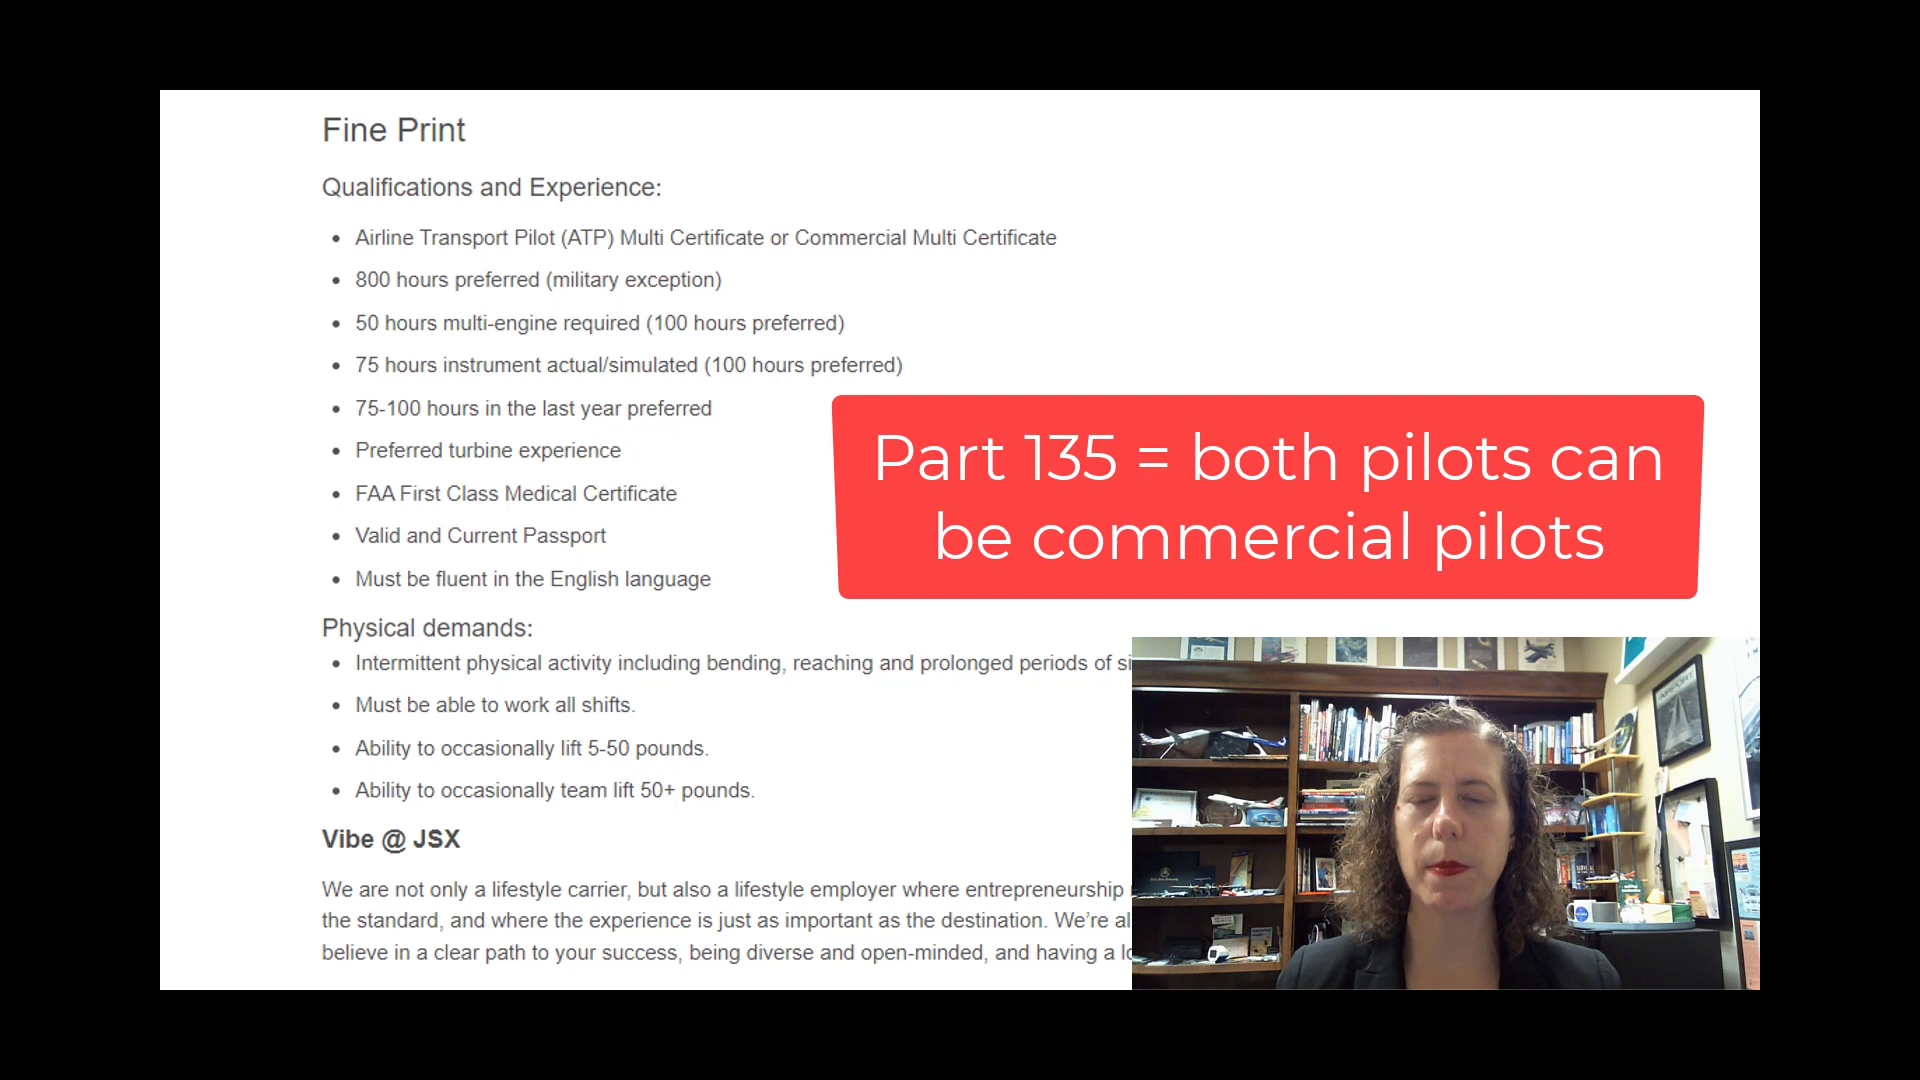 Fine Print
Qualifications and Experience:
• Airline Transport Pilot (ATP) Multi Certificate or Commercial Multi Certificate
• 800 hours preferred (military exception)
• 50 hours multi-engine required (100 hours preferred)
• 75 hours instrument actual/simulated (100 hours preferred)
• 75-100 hours in the last year preferred
• Preferred turbine experience
• FAA First Class Medical Certificate
• Valid and Current Passport
• Must be fluent in the English language
Part 135 = both pilots can
be commercial pilots
Physical demands:
• Intermittent physical activity including bending, reaching and prolonged periods of si
• Must be able to work all shifts.
• Ability to occasionally lift 5-50 pounds.
• Ability to occasionally team lift 50+ pounds.
Vibe @ JSX
We are not only a lifestyle carrier, but also a lifestyle employer where entrepreneurship
the standard, and where the experience is just as important as the destination. We’re al
believe in a clear path to your success, being diverse and open-minded, and having a lo
AIRPORT